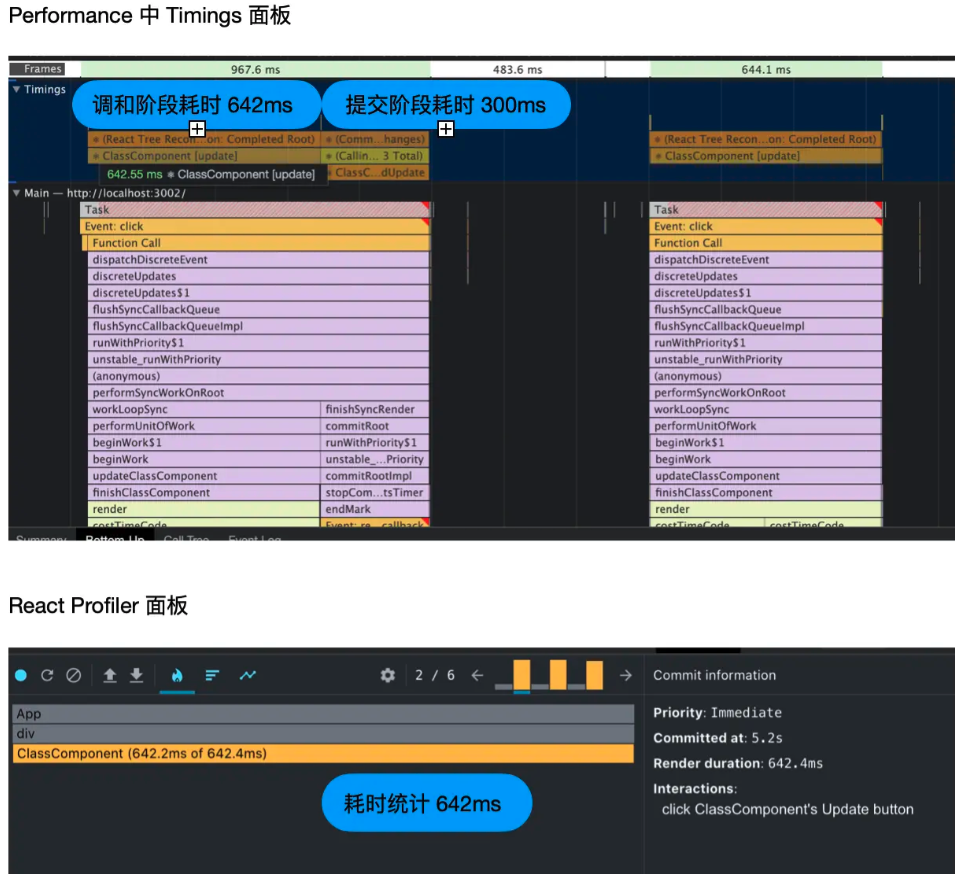 Performance 中 Timings 面板
Frames 967.6 ms 483.6 ms 644.1 ms
▼ Timings
调和阶段耗时 642ms 提交阶段耗时 300ms
(React Tree Recon...on: Completed Root) (Comm...hanges) (React Tree Recon...on: Completed Root)
ClassComponent [update] (Callin... 3 Total) ClassComponent [update]
642.55 ms ClassComponent [update] ClassC...dUpdate
▼ Main — http://localhost:3002/
Task Task
Event: click Event: click
Function Call Function Call
dispatchDiscreteEvent dispatchDiscreteEvent
discreteUpdates discreteUpdates
discreteUpdates$1 discreteUpdates$1
flushSyncCallbackQueue flushSyncCallbackQueue
flushSyncCallbackQueueImpl flushSyncCallbackQueueImpl
runWithPriority$1 runWithPriority$1
unstable_runWithPriority unstable_runWithPriority
(anonymous) (anonymous)
performSyncWorkOnRoot performSyncWorkOnRoot
workLoopSync finishSyncRender workLoopSync
performUnitOfWork commitRoot performUnitOfWork
beginWork$1 runWithPriority$1 beginWork$1
beginWork unstable_...Priority beginWork
updateClassComponent commitRootImpl updateClassComponent
finishClassComponent stopCom...tsTimer finishClassComponent
render endMark render
costTimeCode Event: re...callback costTimeCode costTimeCode
Summary Bottom-Up Call Tree Event Log
React Profiler 面板
2 / 6 Commit information
App
div
ClassComponent (642.2ms of 642.4ms)
耗时统计 642ms
Priority: Immediate
Committed at: 5.2s
Render duration: 642.4ms
Interactions:
click ClassComponent's Update button